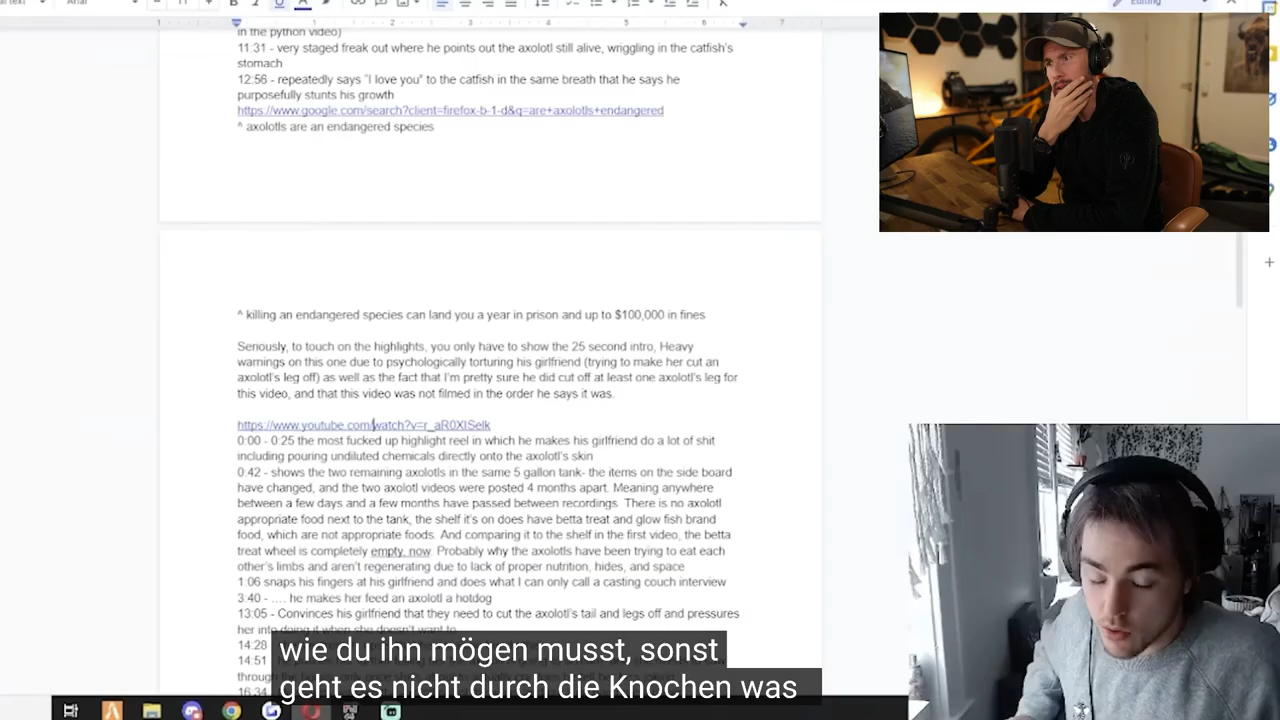 Arial
11
B
Editing
1
1
2
3
4
5
6
7
in the python video)
11:31 - very staged freak out where he points out the axolotl still alive, wriggling in the catfish's
stomach
12:56 - repeatedly says "I love you" to the catfish in the same breath that he says he
purposefully stunts his growth
https://www.google.com/search?client=firefox-b-1-d&q=are+axolotls+endangered
^ axolotls are an endangered species
^ killing an endangered species can land you a year in prison and up to $100,000 in fines
Seriously, to touch on the highlights, you only have to show the 25 second intro, Heavy
warnings on this one due to psychologically torturing his girlfriend (trying to make her cut an
axolotl's leg off) as well as the fact that I'm pretty sure he did cut off at least one axolotl's leg for
this video, and that this video was not filmed in the order he says it was.
https://www.youtube.com/watch?v=r_aR0XISelk
0:00 - 0:25 the most fucked up highlight reel in which he makes his girlfriend do a lot of shit
including pouring undiluted chemicals directly onto the axolotl's skin
0:42 - shows the two remaining axolotls in the same 5 gallon tank- the items on the side board
have changed, and the two axolotl videos were posted 4 months apart. Meaning anywhere
between a few days and a few months have passed between recordings. There is no axolotl
appropriate food next to the tank, the shelf it's on does have betta treat and glow fish brand
food, which are not appropriate foods. And comparing it to the shelf in the first video, the betta
treat wheel is completely empty, now. Probably why the axolotls have been trying to eat each
other's limbs and aren't regenerating due to lack of proper nutrition, hides, and space
1:06 snaps his fingers at his girlfriend and does what I can only call a casting couch interview
3:40 - .... he makes her feed an axolotl a hotdog
13:05 - Convinces his girlfriend that they need to cut the axolotl's tail and legs off and pressures
her into doing it when she doesn't want to
14:28
14:51
through
16:34
wie du ihn mögen musst, sonst
geht es nicht durch die Knochen was